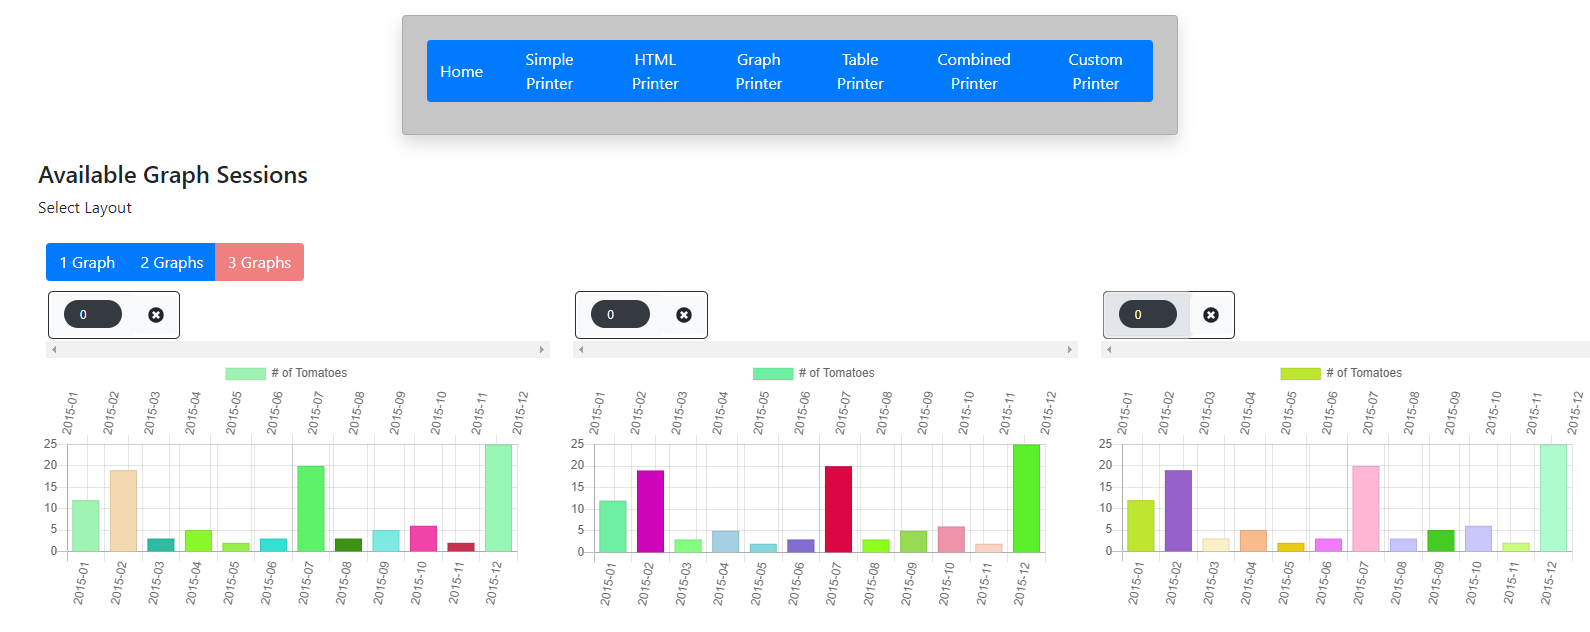 Home
Simple Printer
HTML Printer
Graph Printer
Table Printer
Combined Printer
Custom Printer
Available Graph Sessions
Select Layout
1 Graph 2 Graphs 3 Graphs
0
0
0
# of Tomatoes
2015-01 2015-02 2015-03 2015-04 2015-05 2015-06 2015-07 2015-08 2015-09 2015-10 2015-11 2015-12
25
20
15
10
5
0
2015-01 2015-02 2015-03 2015-04 2015-05 2015-06 2015-07 2015-08 2015-09 2015-10 2015-11 2015-12
# of Tomatoes
2015-01 2015-02 2015-03 2015-04 2015-05 2015-06 2015-07 2015-08 2015-09 2015-10 2015-11 2015-12
25
20
15
10
5
0
2015-01 2015-02 2015-03 2015-04 2015-05 2015-06 2015-07 2015-08 2015-09 2015-10 2015-11 2015-12
# of Tomatoes
2015-01 2015-02 2015-03 2015-04 2015-05 2015-06 2015-07 2015-08 2015-09 2015-10 2015-11 2015-12
25
20
15
10
5
0
2015-01 2015-02 2015-03 2015-04 2015-05 2015-06 2015-07 2015-08 2015-09 2015-10 2015-11 2015-12